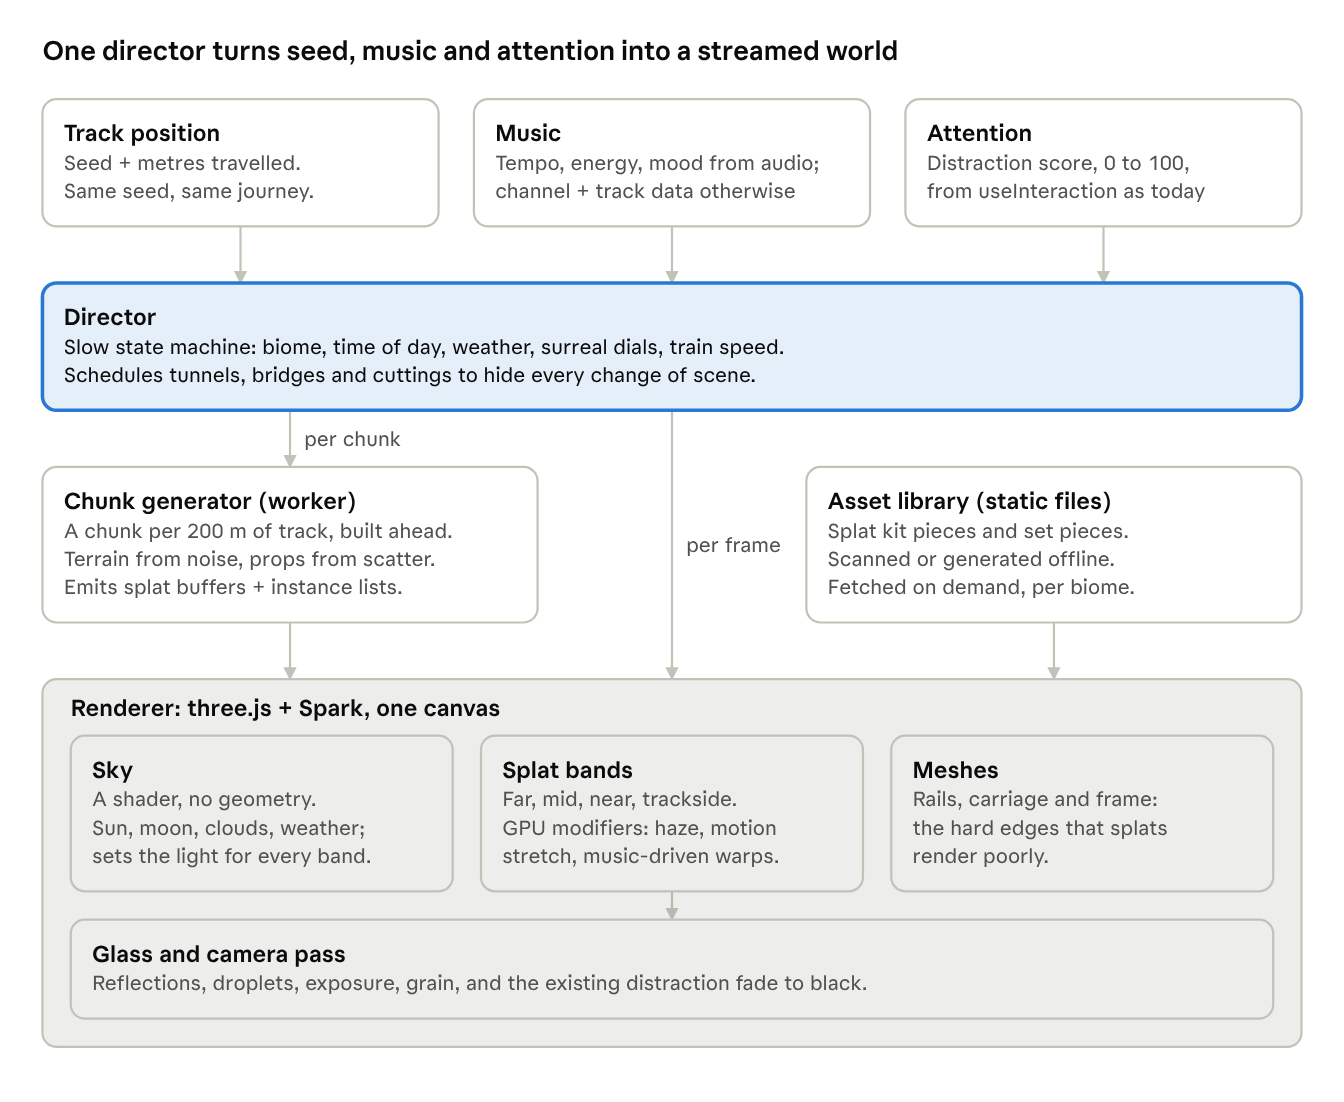 One director turns seed, music and attention into a streamed world
Track position
Seed + metres travelled.
Same seed, same journey.
Music
Tempo, energy, mood from audio;
channel + track data otherwise
Attention
Distraction score, 0 to 100,
from useInteraction as today
Director
Slow state machine: biome, time of day, weather, surreal dials, train speed.
Schedules tunnels, bridges and cuttings to hide every change of scene.
per chunk
Chunk generator (worker)
A chunk per 200 m of track, built ahead.
Terrain from noise, props from scatter.
Emits splat buffers + instance lists.
per frame
Asset library (static files)
Splat kit pieces and set pieces.
Scanned or generated offline.
Fetched on demand, per biome.
Renderer: three.js + Spark, one canvas
Sky
A shader, no geometry.
Sun, moon, clouds, weather;
sets the light for every band.
Splat bands
Far, mid, near, trackside.
GPU modifiers: haze, motion
stretch, music-driven warps.
Meshes
Rails, carriage and frame:
the hard edges that splats
render poorly.
Glass and camera pass
Reflections, droplets, exposure, grain, and the existing distraction fade to black.